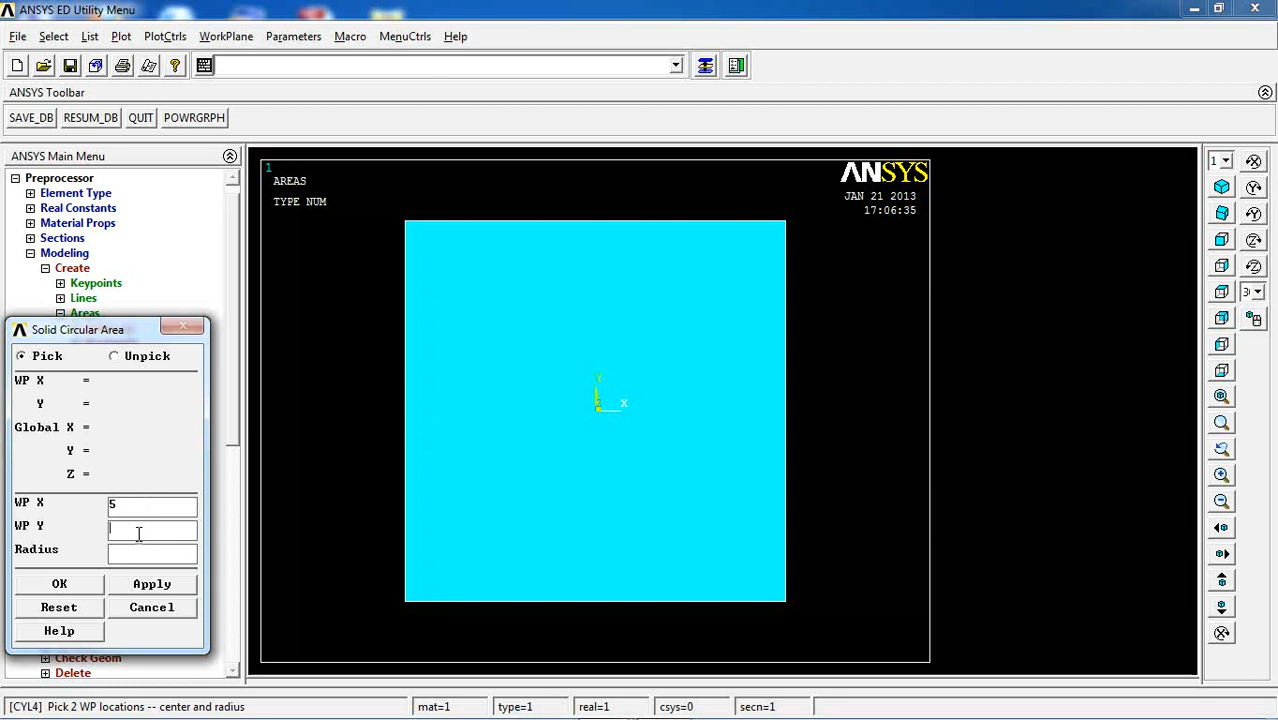 ANSYS ED Utility Menu
File Select List Plot PlotCtrls WorkPlane Parameters Macro MenuCtrls Help
ANSYS Toolbar
SAVE_DB RESUM_DB QUIT POWRGRPH
ANSYS Main Menu
Preprocessor
Element Type
Real Constants
Material Props
Sections
Modeling
Create
Keypoints
Lines
Areas
Solid Circular Area
Pick Unpick
WP X =
Y =
Global X =
Y =
Z =
WP X 5
WP Y
Radius
OK Apply
Reset Cancel
Help
Check Geom
Delete
1
AREAS
TYPE NUM
ANSYS
JAN 21 2013
17:06:35
Y
X
1
[CYL4] Pick 2 WP locations -- center and radius mat=1 type=1 real=1 csys=0 secn=1